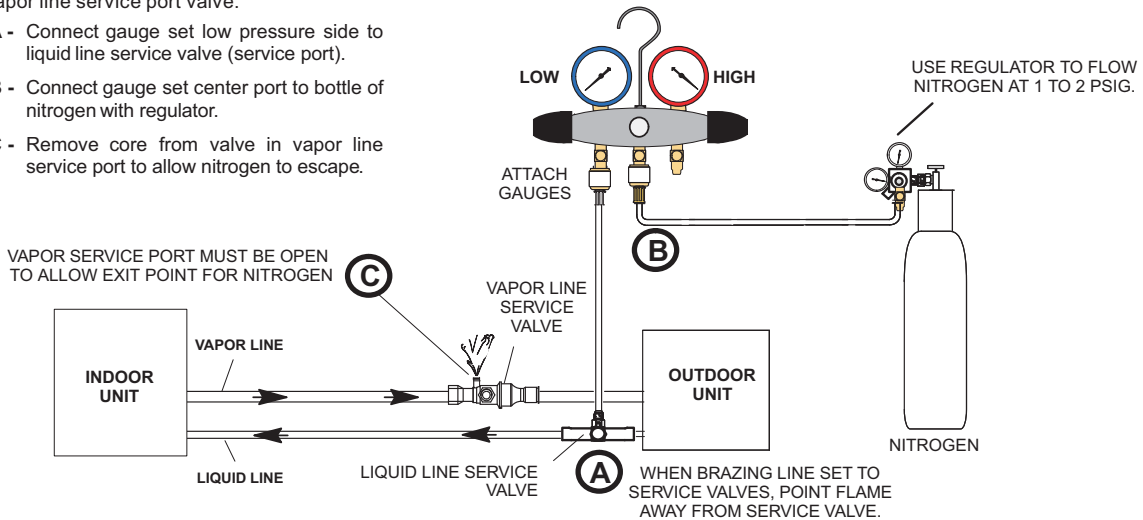 vapor line service port valve.
- Connect gauge set low pressure side to
liquid line service valve (service port).
- Connect gauge set center port to bottle of
nitrogen with regulator.
- Remove core from valve in vapor line
service port to allow nitrogen to escape.
LOW
HIGH
USE REGULATOR TO FLOW
NITROGEN AT 1 TO 2 PSIG.
ATTACH
GAUGES
B
VAPOR SERVICE PORT MUST BE OPEN
TO ALLOW EXIT POINT FOR NITROGEN
C
VAPOR LINE
SERVICE
VALVE
VAPOR LINE
INDOOR
UNIT
OUTDOOR
UNIT
NITROGEN
LIQUID LINE
LIQUID LINE SERVICE
VALVE
A
WHEN BRAZING LINE SET TO
SERVICE VALVES, POINT FLAME
AWAY FROM SERVICE VALVE.